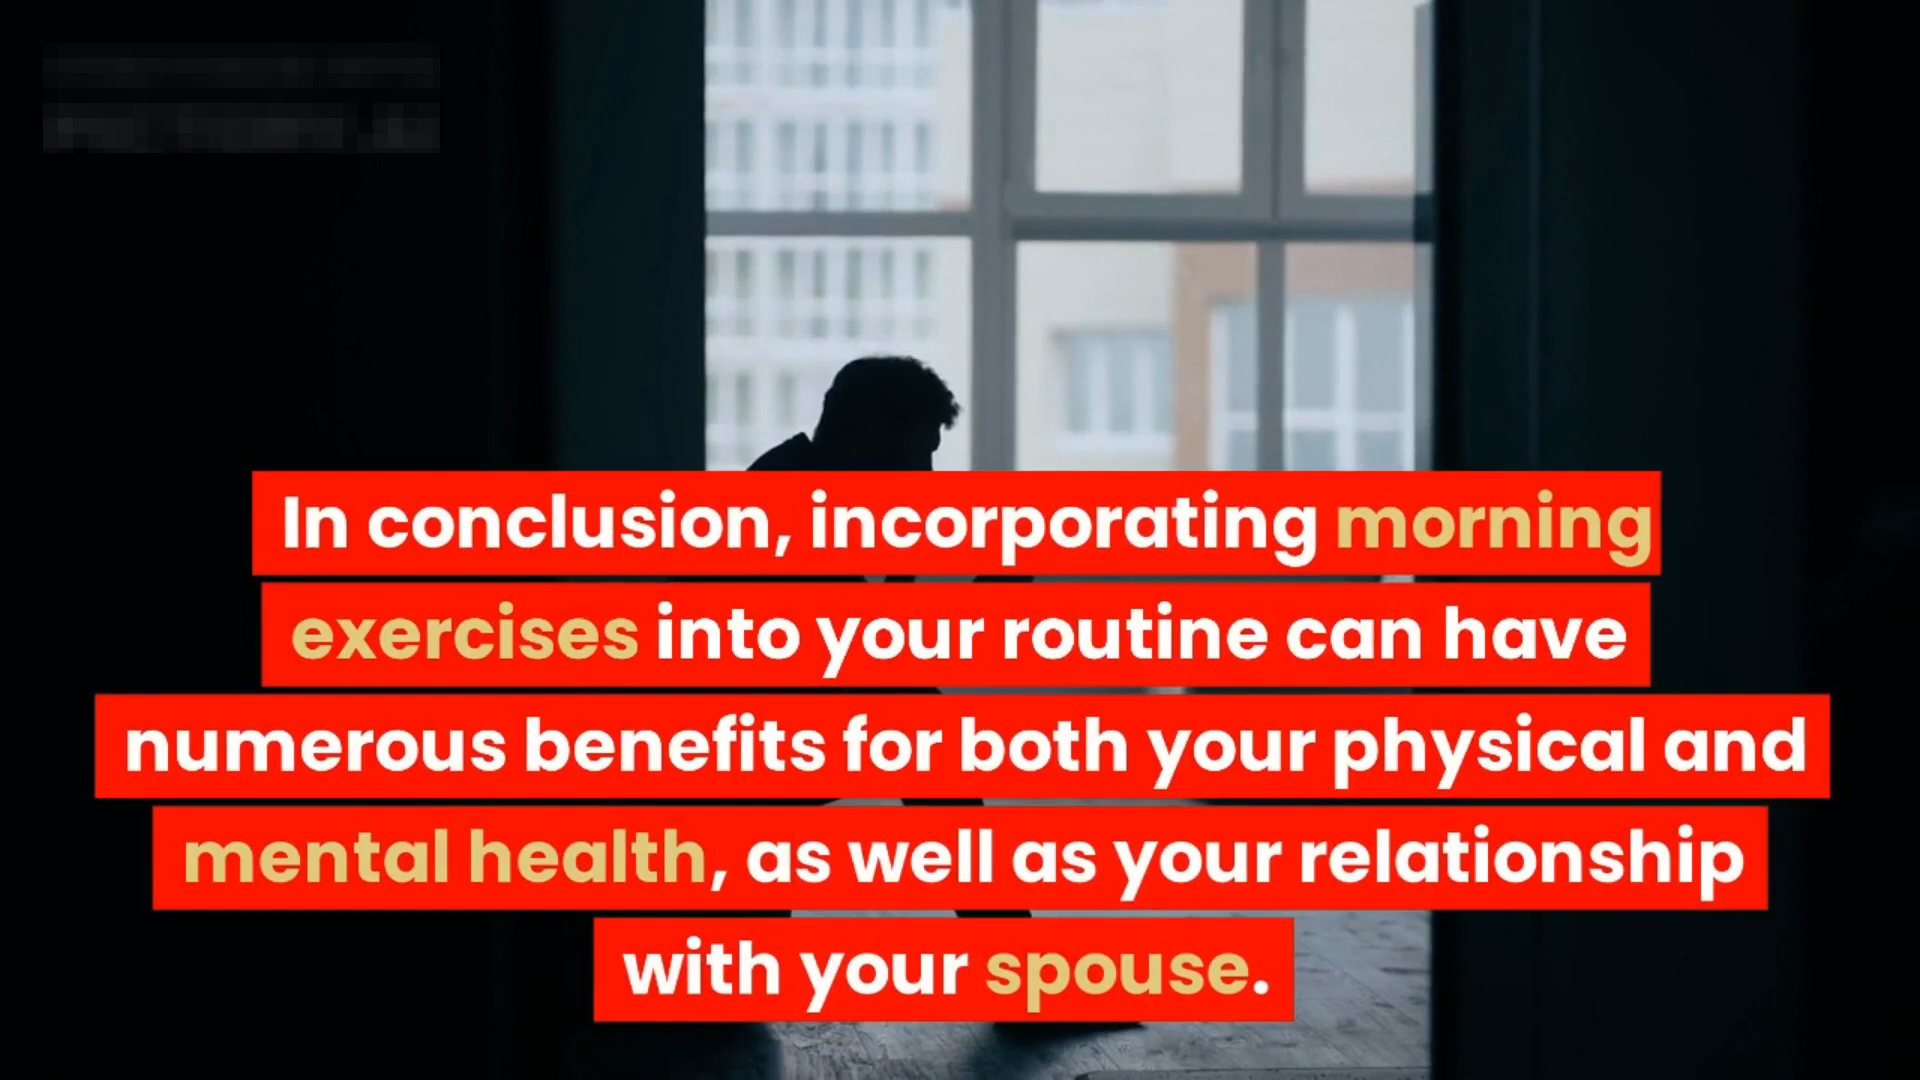 In conclusion, incorporating morning
exercises into your routine can have
numerous benefits for both your physical and
mental health, as well as your relationship
with your spouse.